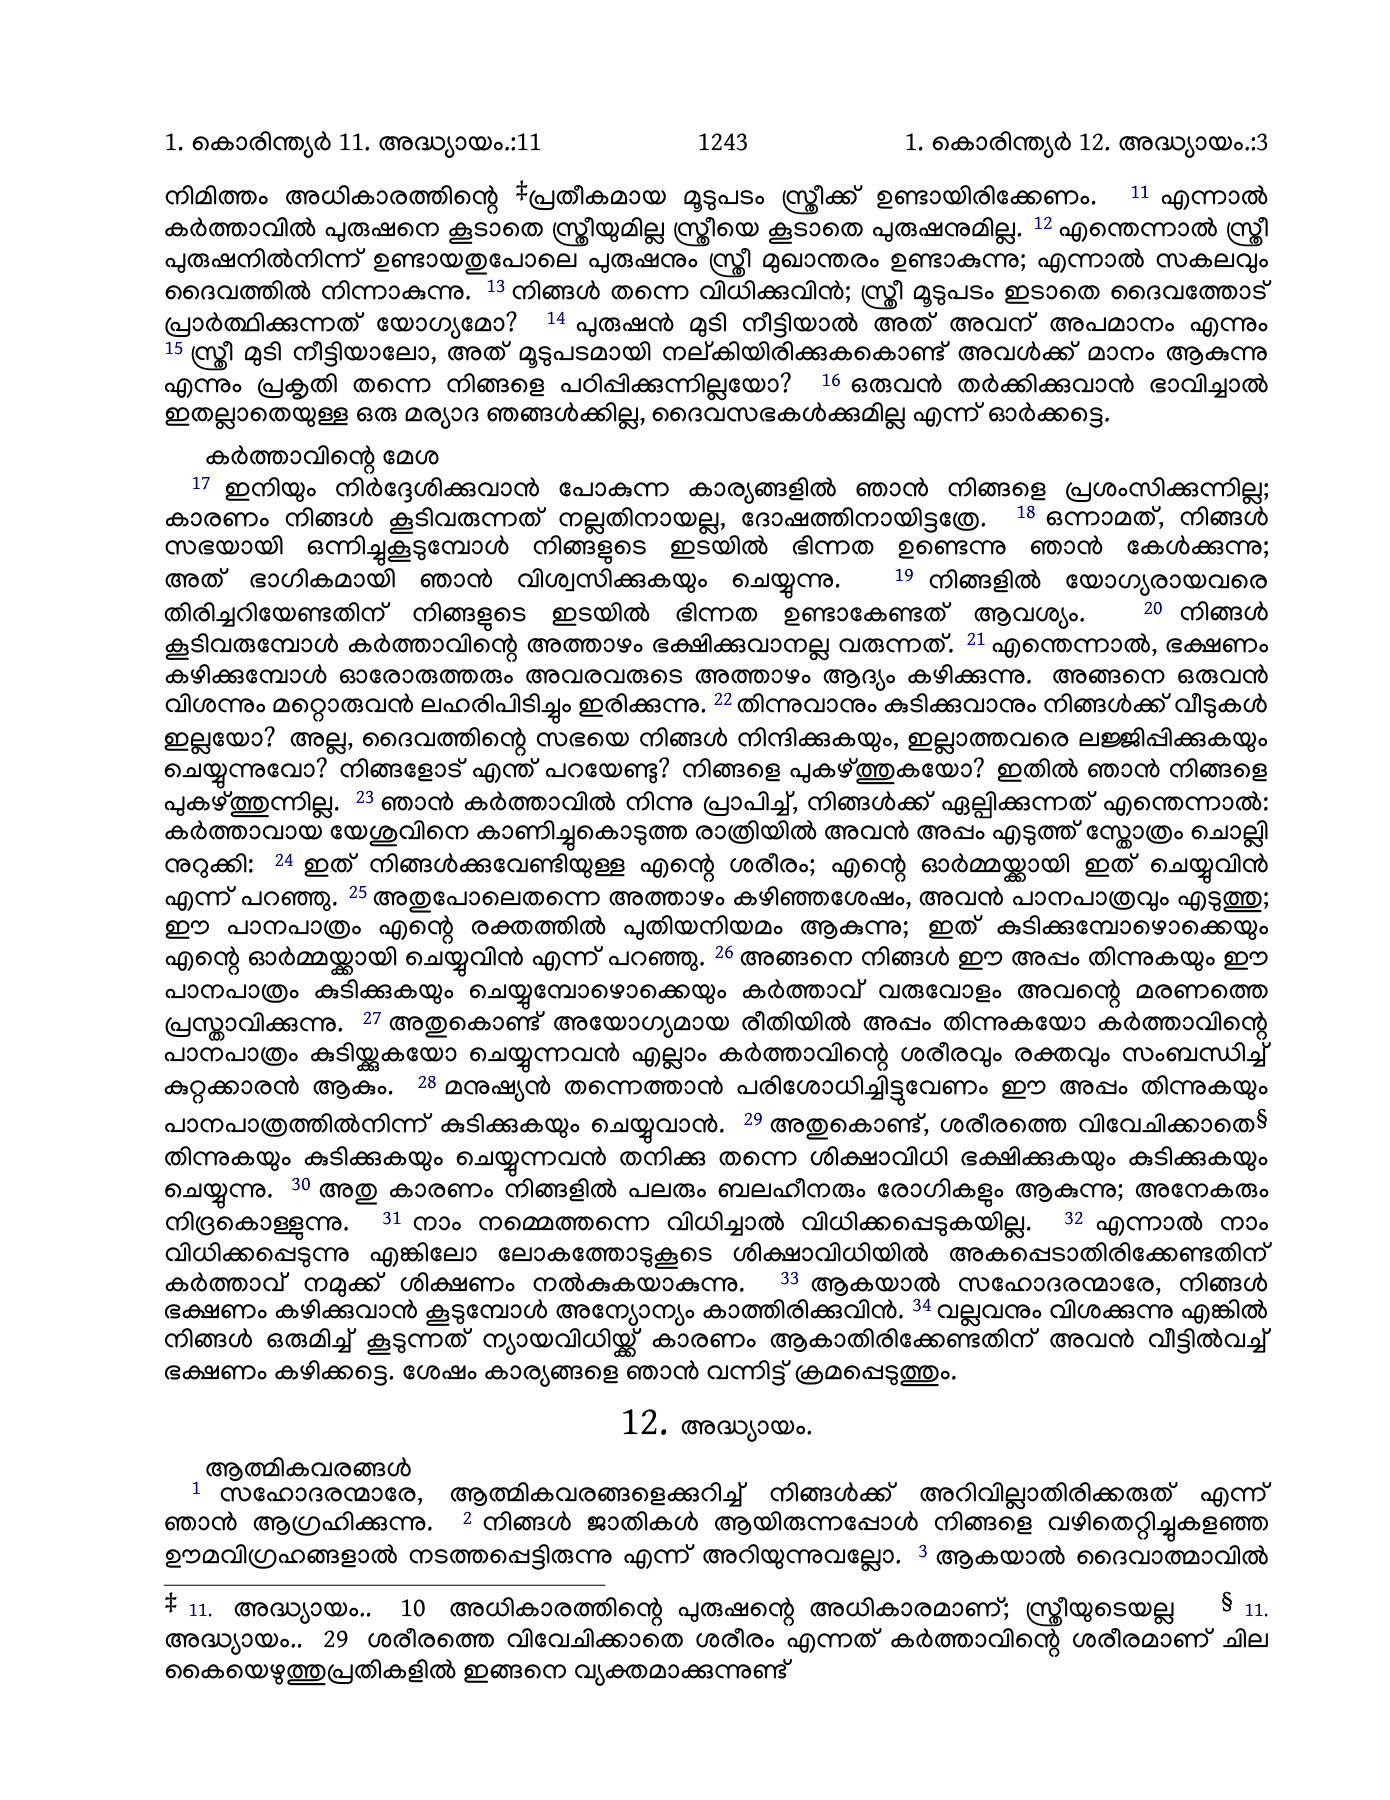 1. കൊരിന്ത്യർ 11. അദ്ധ്യായം.:11 1243 1. കൊരിന്ത്യർ 12. അദ്ധ്യായം.:3
നിമിത്തം അധികാരത്തിന്റെ ‡പ്രതീകമായ മൂടുപടം സ്ത്രീക്ക് ഉണ്ടായിരിക്കേണം. 11 എന്നാൽ
കർത്താവിൽ പുരുഷനെ കൂടാതെ സ്ത്രീയുമില്ല സ്ത്രീയെ കൂടാതെ പുരുഷനുമില്ല. 12 എന്തെന്നാൽ സ്ത്രീ
പുരുഷനിൽനിന്ന് ഉണ്ടായതുപോലെ പുരുഷനും സ്ത്രീ മുഖാന്തരം ഉണ്ടാകുന്നു; എന്നാൽ സകലവും
ദൈവത്തിൽ നിന്നാകുന്നു. 13 നിങ്ങൾ തന്നെ വിധിക്കുവിൻ; സ്ത്രീ മൂടുപടം ഇടാതെ ദൈവത്തോട്
പ്രാർത്ഥിക്കുന്നത് യോഗ്യമോ? 14 പുരുഷൻ മുടി നീട്ടിയാൽ അത് അവന് അപമാനം എന്നും
15 സ്ത്രീ മുടി നീട്ടിയാലോ, അത് മൂടുപടമായി നല്കിയിരിക്കുകകൊണ്ട് അവൾക്ക് മാനം ആകുന്നു
എന്നും പ്രകൃതി തന്നെ നിങ്ങളെ പഠിപ്പിക്കുന്നില്ലയോ? 16 ഒരുവൻ തർക്കിക്കുവാൻ ഭാവിച്ചാൽ
ഇതല്ലാതെയുള്ള ഒരു മര്യാദ ഞങ്ങൾക്കില്ല, ദൈവസഭകൾക്കുമില്ല എന്ന് ഓർക്കട്ടെ.
കർത്താവിന്റെ മേശ
17 ഇനിയും നിർദ്ദേശിക്കുവാൻ പോകുന്ന കാര്യങ്ങളിൽ ഞാൻ നിങ്ങളെ പ്രശംസിക്കുന്നില്ല;
കാരണം നിങ്ങൾ കൂടിവരുന്നത് നല്ലതിനായല്ല, ദോഷത്തിനായിട്ടത്രേ. 18 ഒന്നാമത്, നിങ്ങൾ
സഭയായി ഒന്നിച്ചുകൂടുമ്പോൾ നിങ്ങളുടെ ഇടയിൽ ഭിന്നത ഉണ്ടെന്നു ഞാൻ കേൾക്കുന്നു;
അത് ഭാഗികമായി ഞാൻ വിശ്വസിക്കുകയും ചെയ്യുന്നു. 19 നിങ്ങളിൽ യോഗ്യരായവരെ
തിരിച്ചറിയേണ്ടതിന് നിങ്ങളുടെ ഇടയിൽ ഭിന്നത ഉണ്ടാകേണ്ടത് ആവശ്യം. 20 നിങ്ങൾ
കൂടിവരുമ്പോൾ കർത്താവിന്റെ അത്താഴം ഭക്ഷിക്കുവാനല്ല വരുന്നത്. 21 എന്തെന്നാൽ, ഭക്ഷണം
കഴിക്കുമ്പോൾ ഓരോരുത്തരും അവരവരുടെ അത്താഴം ആദ്യം കഴിക്കുന്നു. അങ്ങനെ ഒരുവൻ
വിശന്നും മറ്റൊരുവൻ ലഹരിപിടിച്ചും ഇരിക്കുന്നു. 22 തിന്നുവാനും കുടിക്കുവാനും നിങ്ങൾക്ക് വീടുകൾ
ഇല്ലയോ? അല്ല, ദൈവത്തിന്റെ സഭയെ നിങ്ങൾ നിന്ദിക്കുകയും, ഇല്ലാത്തവരെ ലജ്ജിപ്പിക്കുകയും
ചെയ്യുന്നുവോ? നിങ്ങളോട് എന്ത് പറയേണ്ടു? നിങ്ങളെ പുകഴ്ത്തുകയോ? ഇതിൽ ഞാൻ നിങ്ങളെ
പുകഴ്ത്തുന്നില്ല. 23 ഞാൻ കർത്താവിൽ നിന്നു പ്രാപിച്ച്, നിങ്ങൾക്ക് ഏല്പിക്കുന്നത് എന്തെന്നാൽ:
കർത്താവായ യേശുവിനെ കാണിച്ചുകൊടുത്ത രാത്രിയിൽ അവൻ അപ്പം എടുത്ത് സ്തോത്രം ചൊല്ലി
നുറുക്കി: 24 ഇത് നിങ്ങൾക്കുവേണ്ടിയുള്ള എന്റെ ശരീരം; എന്റെ ഓർമ്മയ്ക്കായി ഇത് ചെയ്യുവിൻ
എന്ന് പറഞ്ഞു. 25 അതുപോലെതന്നെ അത്താഴം കഴിഞ്ഞശേഷം, അവൻ പാനപാത്രവും എടുത്തു;
ഈ പാനപാത്രം എന്റെ രക്തത്തിൽ പുതിയനിയമം ആകുന്നു; ഇത് കുടിക്കുമ്പോഴൊക്കെയും
എന്റെ ഓർമ്മയ്ക്കായി ചെയ്യുവിൻ എന്ന് പറഞ്ഞു. 26 അങ്ങനെ നിങ്ങൾ ഈ അപ്പം തിന്നുകയും ഈ
പാനപാത്രം കുടിക്കുകയും ചെയ്യുമ്പോഴൊക്കെയും കർത്താവ് വരുവോളം അവന്റെ മരണത്തെ
പ്രസ്താവിക്കുന്നു. 27 അതുകൊണ്ട് അയോഗ്യമായ രീതിയിൽ അപ്പം തിന്നുകയോ കർത്താവിന്റെ
പാനപാത്രം കുടിയ്ക്കുകയോ ചെയ്യുന്നവൻ എല്ലാം കർത്താവിന്റെ ശരീരവും രക്തവും സംബന്ധിച്ച്
കുറ്റക്കാരൻ ആകും. 28 മനുഷ്യൻ തന്നെത്താൻ പരിശോധിച്ചിട്ടുവേണം ഈ അപ്പം തിന്നുകയും
പാനപാത്രത്തിൽനിന്ന് കുടിക്കുകയും ചെയ്യുവാൻ. 29 അതുകൊണ്ട്, ശരീരത്തെ വിവേചിക്കാതെ§
തിന്നുകയും കുടിക്കുകയും ചെയ്യുന്നവൻ തനിക്കു തന്നെ ശിക്ഷാവിധി ഭക്ഷിക്കുകയും കുടിക്കുകയും
ചെയ്യുന്നു. 30 അതു കാരണം നിങ്ങളിൽ പലരും ബലഹീനരും രോഗികളും ആകുന്നു; അനേകരും
നിദ്രകൊള്ളുന്നു. 31 നാം നമ്മെത്തന്നെ വിധിച്ചാൽ വിധിക്കപ്പെടുകയില്ല. 32 എന്നാൽ നാം
വിധിക്കപ്പെടുന്നു എങ്കിലോ ലോകത്തോടുകൂടെ ശിക്ഷാവിധിയിൽ അകപ്പെടാതിരിക്കേണ്ടതിന്
കർത്താവ് നമുക്ക് ശിക്ഷണം നൽകുകയാകുന്നു. 33 ആകയാൽ സഹോദരന്മാരേ, നിങ്ങൾ
ഭക്ഷണം കഴിക്കുവാൻ കൂടുമ്പോൾ അന്യോന്യം കാത്തിരിക്കുവിൻ. 34 വല്ലവനും വിശക്കുന്നു എങ്കിൽ
നിങ്ങൾ ഒരുമിച്ച് കൂടുന്നത് ന്യായവിധിയ്ക്ക് കാരണം ആകാതിരിക്കേണ്ടതിന് അവൻ വീട്ടിൽവച്ച്
ഭക്ഷണം കഴിക്കട്ടെ. ശേഷം കാര്യങ്ങളെ ഞാൻ വന്നിട്ട് ക്രമപ്പെടുത്തും.
12. അദ്ധ്യായം.
ആത്മികവരങ്ങൾ
1 സഹോദരന്മാരേ, ആത്മികവരങ്ങളെക്കുറിച്ച് നിങ്ങൾക്ക് അറിവില്ലാതിരിക്കരുത് എന്ന്
ഞാൻ ആഗ്രഹിക്കുന്നു. 2 നിങ്ങൾ ജാതികൾ ആയിരുന്നപ്പോൾ നിങ്ങളെ വഴിതെറ്റിച്ചുകളഞ്ഞ
ഊമവിഗ്രഹങ്ങളാൽ നടത്തപ്പെട്ടിരുന്നു എന്ന് അറിയുന്നുവല്ലോ. 3 ആകയാൽ ദൈവാത്മാവിൽ
‡ 11. അദ്ധ്യായം.. 10 അധികാരത്തിന്റെ പുരുഷന്റെ അധികാരമാണ്; സ്ത്രീയുടെയല്ല § 11.
അദ്ധ്യായം.. 29 ശരീരത്തെ വിവേചിക്കാതെ ശരീരം എന്നത് കർത്താവിന്റെ ശരീരമാണ് ചില
കൈയെഴുത്തുപ്രതികളിൽ ഇങ്ങനെ വ്യക്തമാക്കുന്നുണ്ട്